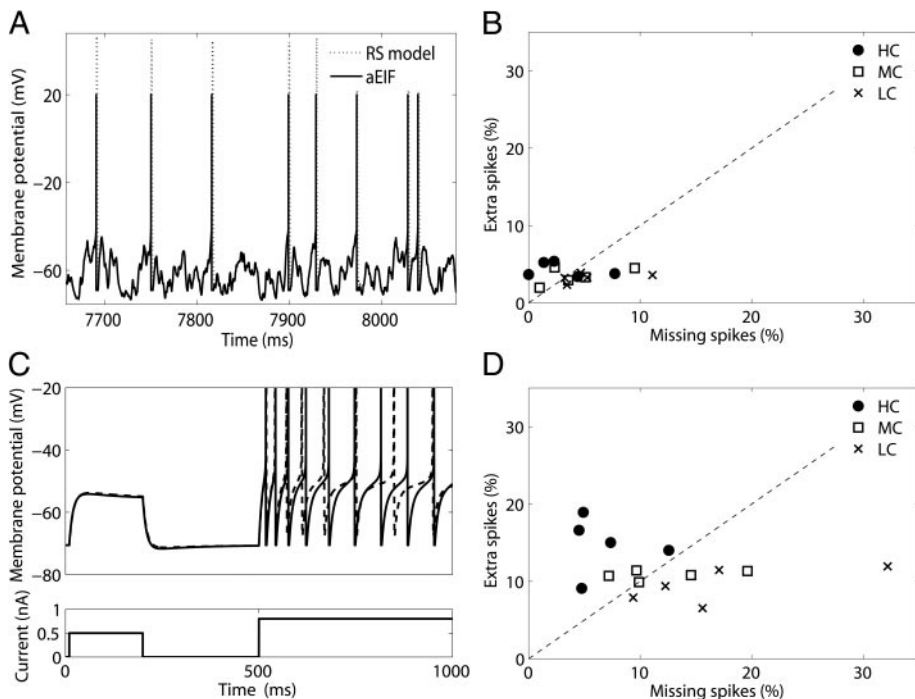 A
RS model
aEIF
Membrane potential (mV)
20
−20
−60
7700
7800
7900
8000
Time (ms)
B
HC
MC
LC
Extra spikes (%)
30
20
10
0
0
10
20
30
Missing spikes (%)
C
Membrane potential (mV)
−20
−40
−60
−80
Current (nA)
1
0.5
0
0
500
1000
Time (ms)
D
HC
MC
LC
Extra spikes (%)
30
20
10
0
0
10
20
30
Missing spikes (%)